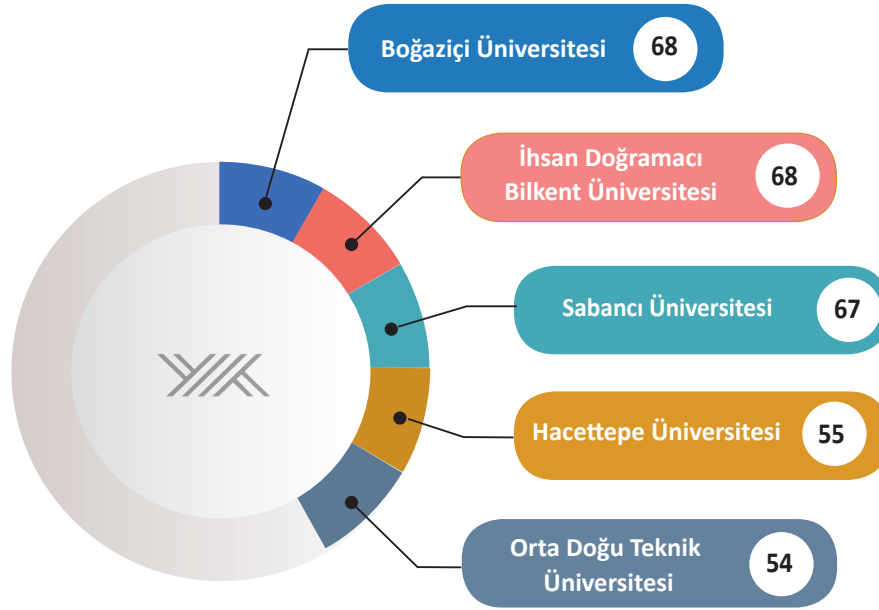 Boğaziçi Üniversitesi 68
İhsan Doğramacı
Bilkent Üniversitesi 68
Sabancı Üniversitesi 67
Hacettepe Üniversitesi 55
Orta Doğu Teknik
Üniversitesi 54